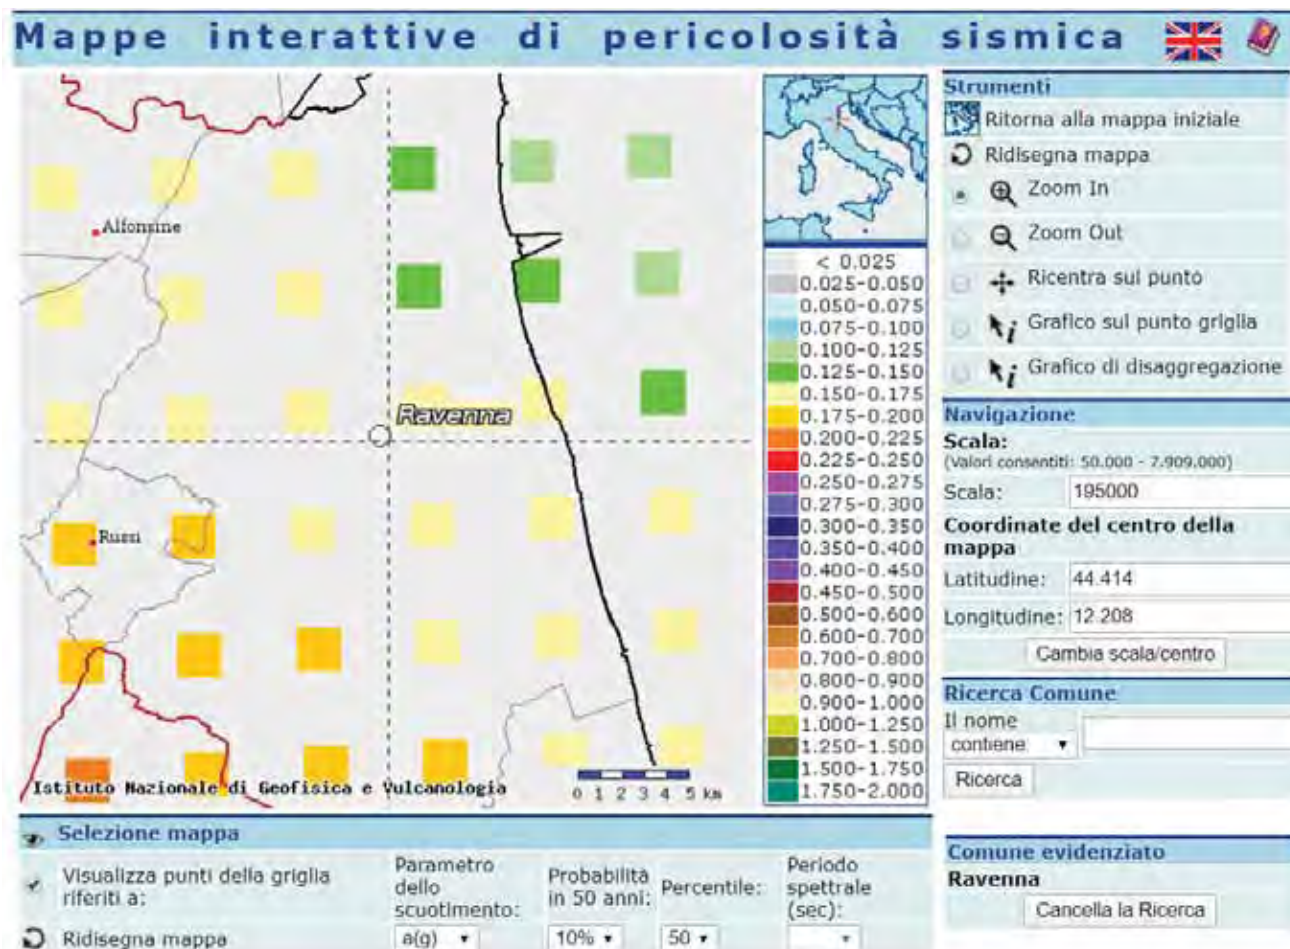 Mappe interattive di pericolosità sismica
Alfonsine
Ravenna
Russi
Istituto Nazionale di Geofisica e Vulcanologia
0 1 2 3 4 5 km
< 0.025
0.025-0.050
0.050-0.075
0.075-0.100
0.100-0.125
0.125-0.150
0.150-0.175
0.175-0.200
0.200-0.225
0.225-0.250
0.250-0.275
0.275-0.300
0.300-0.350
0.350-0.400
0.400-0.450
0.450-0.500
0.500-0.600
0.600-0.700
0.700-0.800
0.800-0.900
0.900-1.000
1.000-1.250
1.250-1.500
1.500-1.750
1.750-2.000
Strumenti
Ritorna alla mappa iniziale
Ridisegna mappa
Zoom In
Zoom Out
Ricentra sul punto
Grafico sul punto griglia
Grafico di disaggregazione
Navigazione
Scala:
(Valori consentiti: 50.000 - 7.909.000)
Scala: 195000
Coordinate del centro della
mappa
Latitudine: 44.414
Longitudine: 12.208
Cambia scala/centro
Ricerca Comune
Il nome
contiene
Ricerca
Selezione mappa
Visualizza punti della griglia
riferiti a:
Parametro
dello
scuotimento:
Probabilità
in 50 anni:
Percentile:
Periodo
spettrale
(sec):
Ridisegna mappa
a(g) 10% 50
Comune evidenziato
Ravenna
Cancella la Ricerca